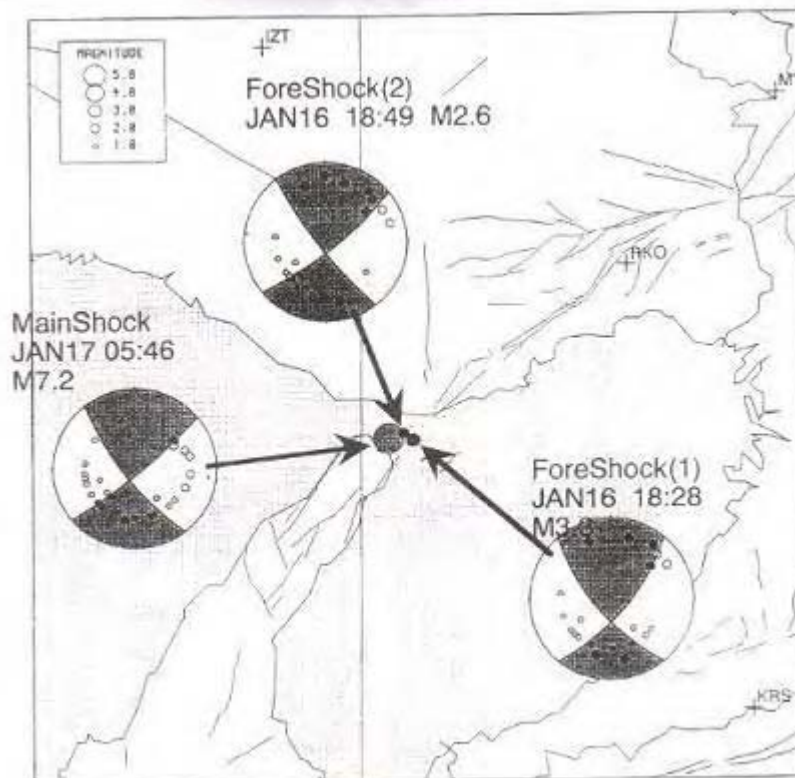 IZT
MAGNITUDE
5.0
4.0
3.0
2.0
1.0
ForeShock(2)
JAN16 18:49 M2.6
RKO
MainShock
JAN17 05:46
M7.2
ForeShock(1)
JAN16 18:28
KRS